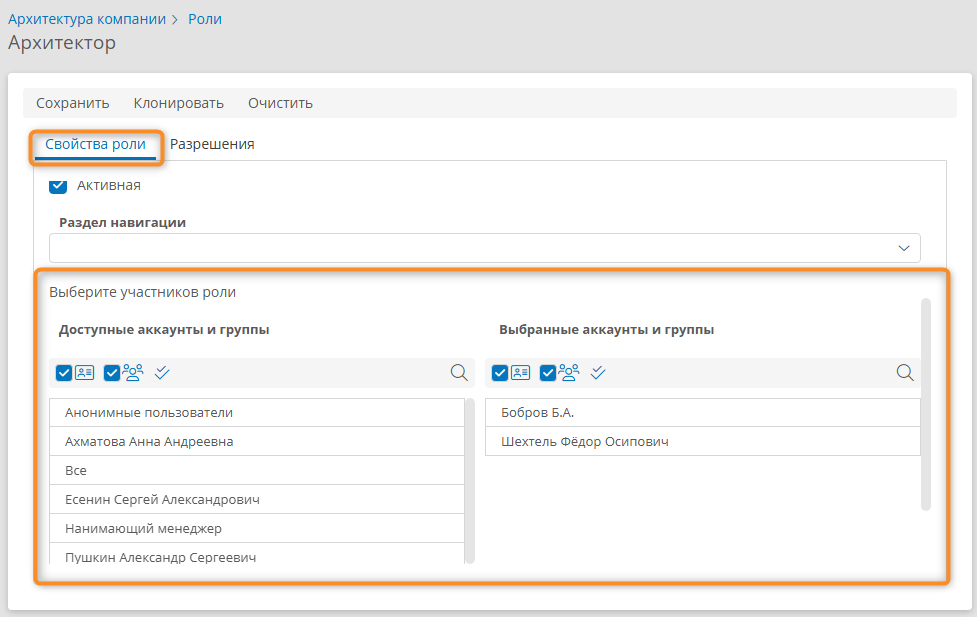 Архитектура компании > Роли
Архитектор
Сохранить Клонировать Очистить
Свойства роли Разрешения
Активная
Раздел навигации
Выберите участников роли
Доступные аккаунты и группы Выбранные аккаунты и группы
Анонимные пользователи Бобров Б.А.
Ахматова Анна Андреевна Шехтель Фёдор Осипович
Все
Есенин Сергей Александрович
Нанимающий менеджер
Пушкин Александр Сергеевич